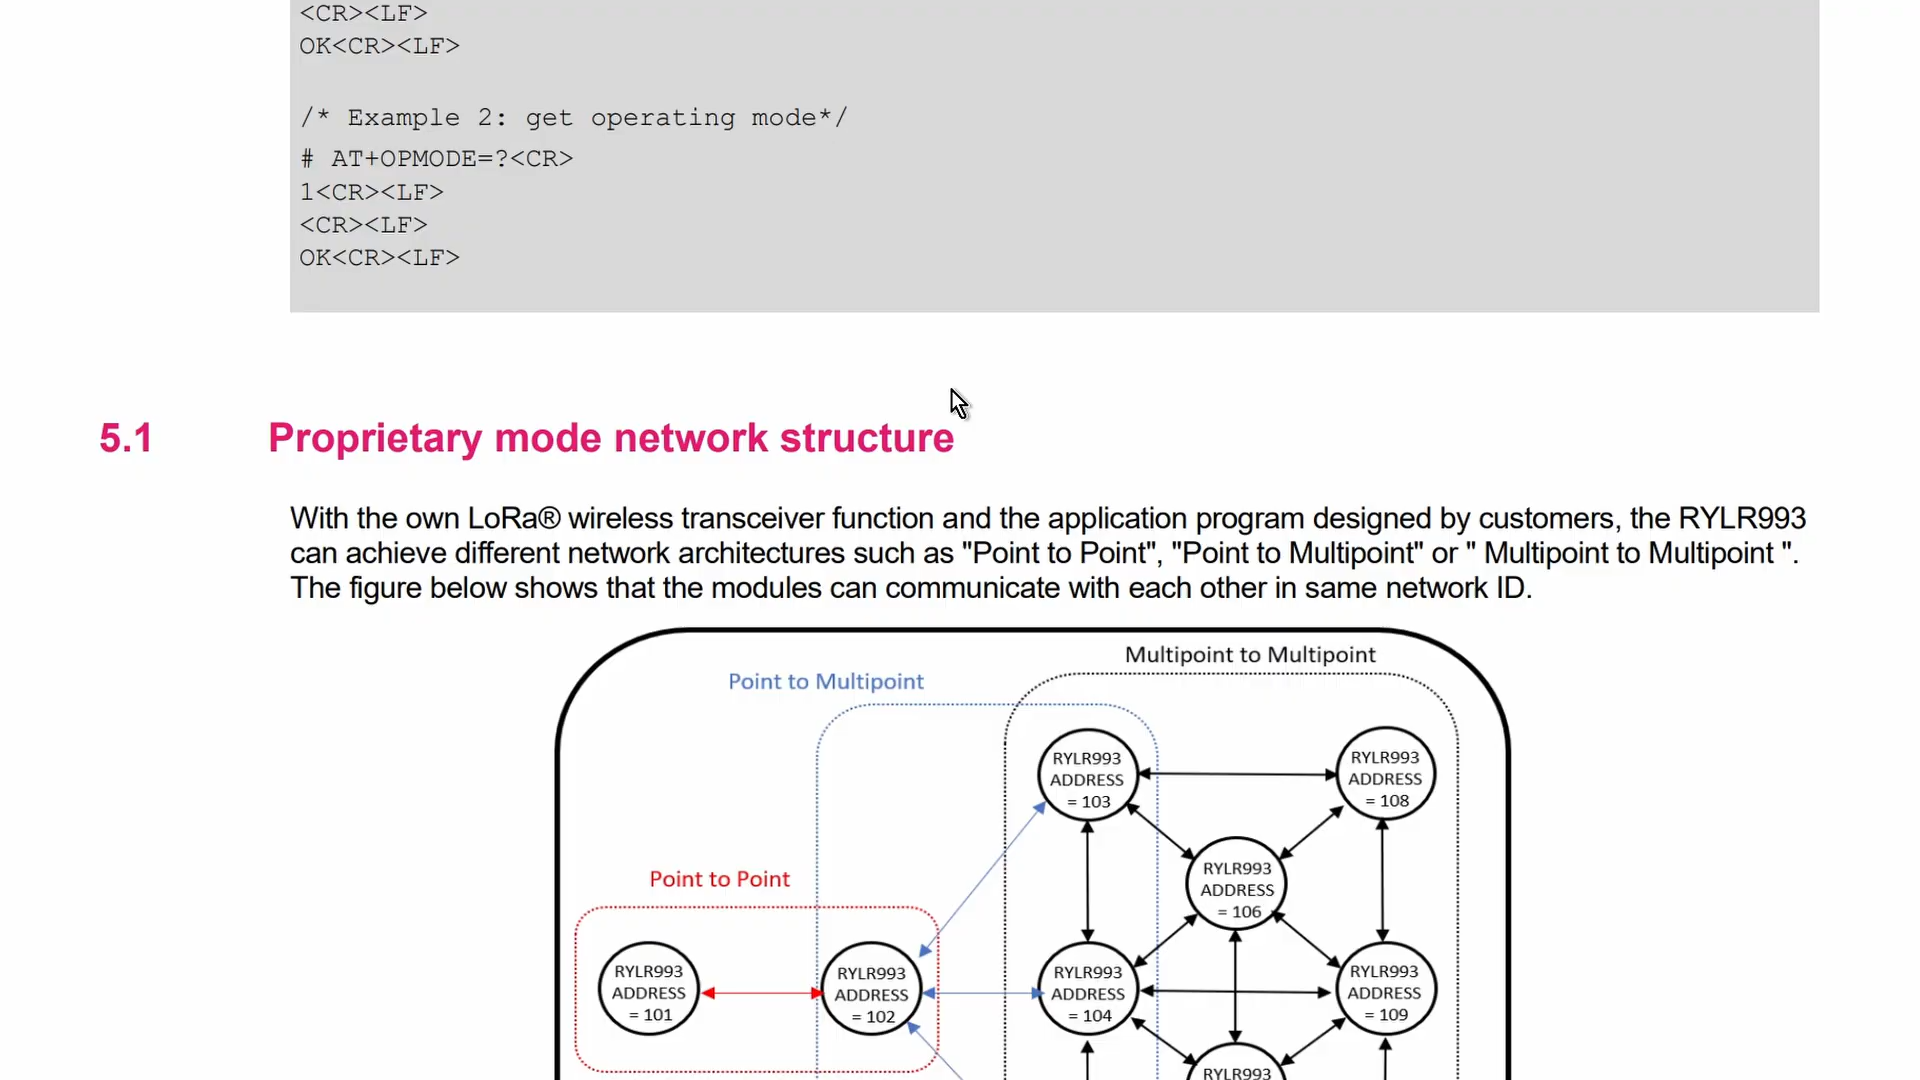 <CR><LF>
OK<CR><LF>
/* Example 2: get operating mode*/
# AT+OPMODE=?<CR>
1<CR><LF>
<CR><LF>
OK<CR><LF>
5.1 Proprietary mode network structure
With the own LoRa® wireless transceiver function and the application program designed by customers, the RYLR993
can achieve different network architectures such as "Point to Point", "Point to Multipoint" or " Multipoint to Multipoint ".
The figure below shows that the modules can communicate with each other in same network ID.
Multipoint to Multipoint
Point to Multipoint
RYLR993
ADDRESS
= 103
RYLR993
ADDRESS
= 108
RYLR993
ADDRESS
= 106
Point to Point
RYLR993
ADDRESS
= 101
RYLR993
ADDRESS
= 102
RYLR993
ADDRESS
= 104
RYLR993
ADDRESS
= 109
RYLR993